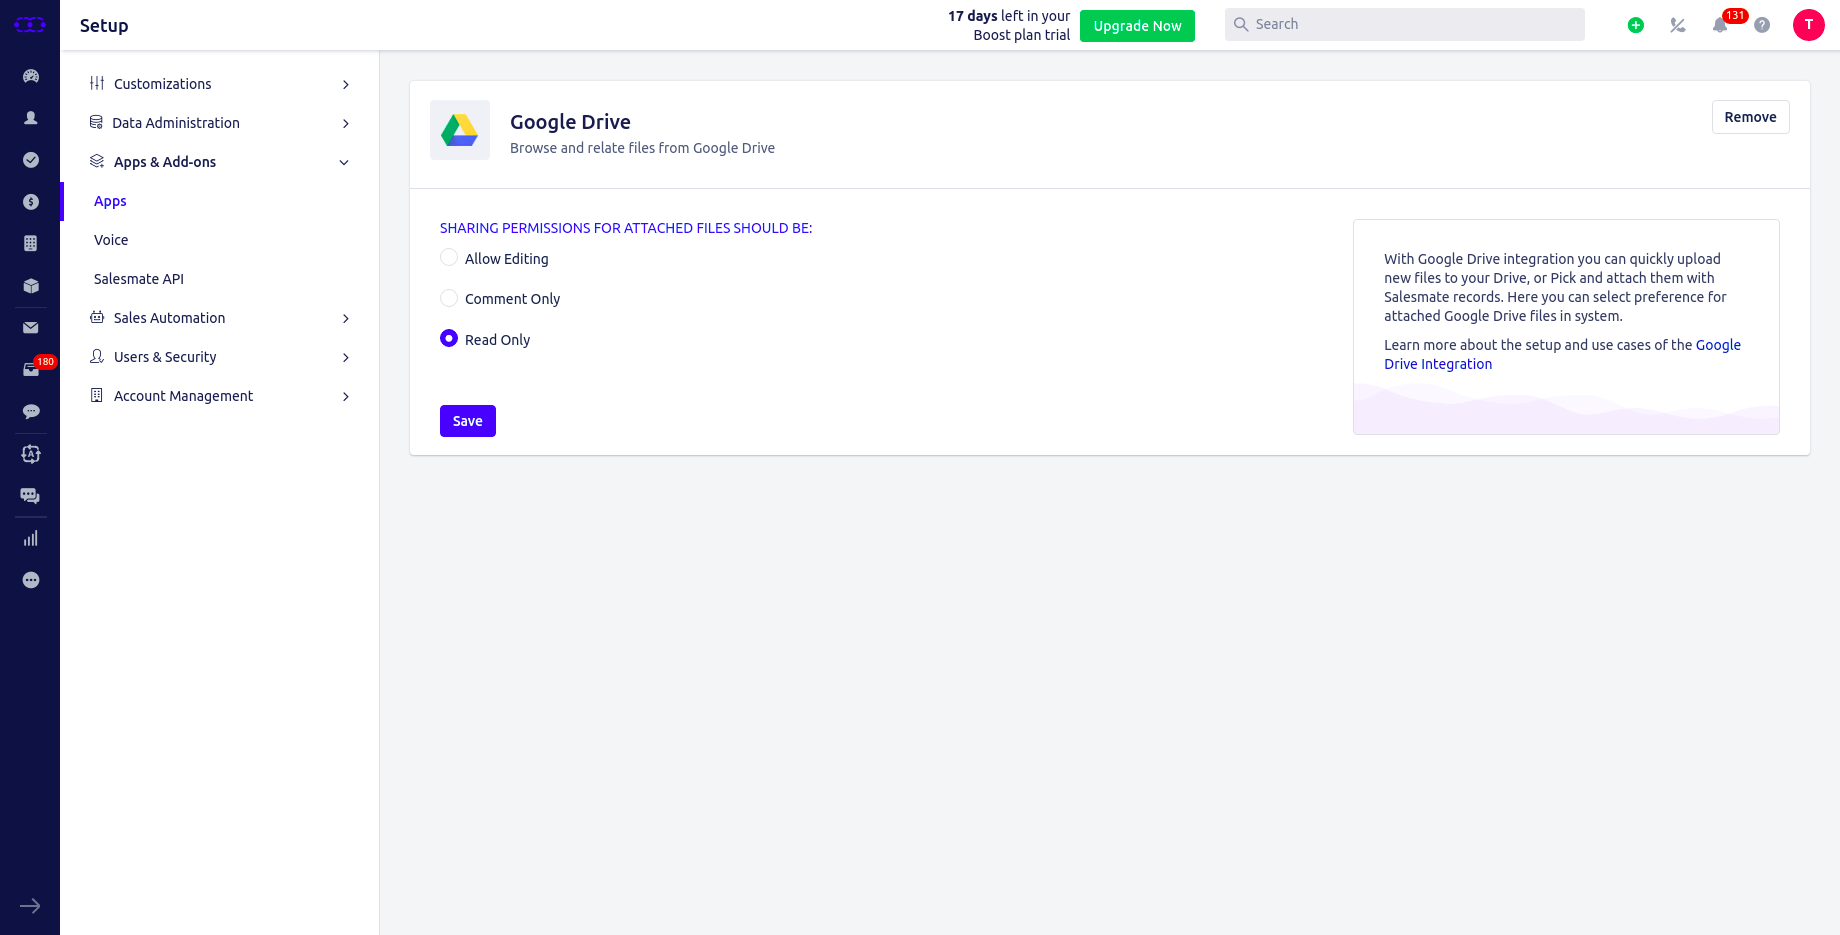 Setup
17 days left in your
Boost plan trial
Upgrade Now
Search
131
T
180
Customizations
Data Administration
Apps & Add-ons
Apps
Voice
Salesmate API
Sales Automation
Users & Security
Account Management
Google Drive
Browse and relate files from Google Drive
Remove
SHARING PERMISSIONS FOR ATTACHED FILES SHOULD BE:
Allow Editing
Comment Only
Read Only
Save
With Google Drive integration you can quickly upload
new files to your Drive, or Pick and attach them with
Salesmate records. Here you can select preference for
attached Google Drive files in system.
Learn more about the setup and use cases of the Google
Drive Integration